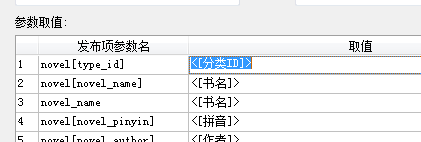 参数取值:
发布项参数名 取值
1 novel[type_id] <[分类ID]>
2 novel[novel_name] <[书名]>
3 novel_name <[书名]>
4 novel[novel_pinyin] <[拼音]>
5 novel[novel_author] <[作者]>